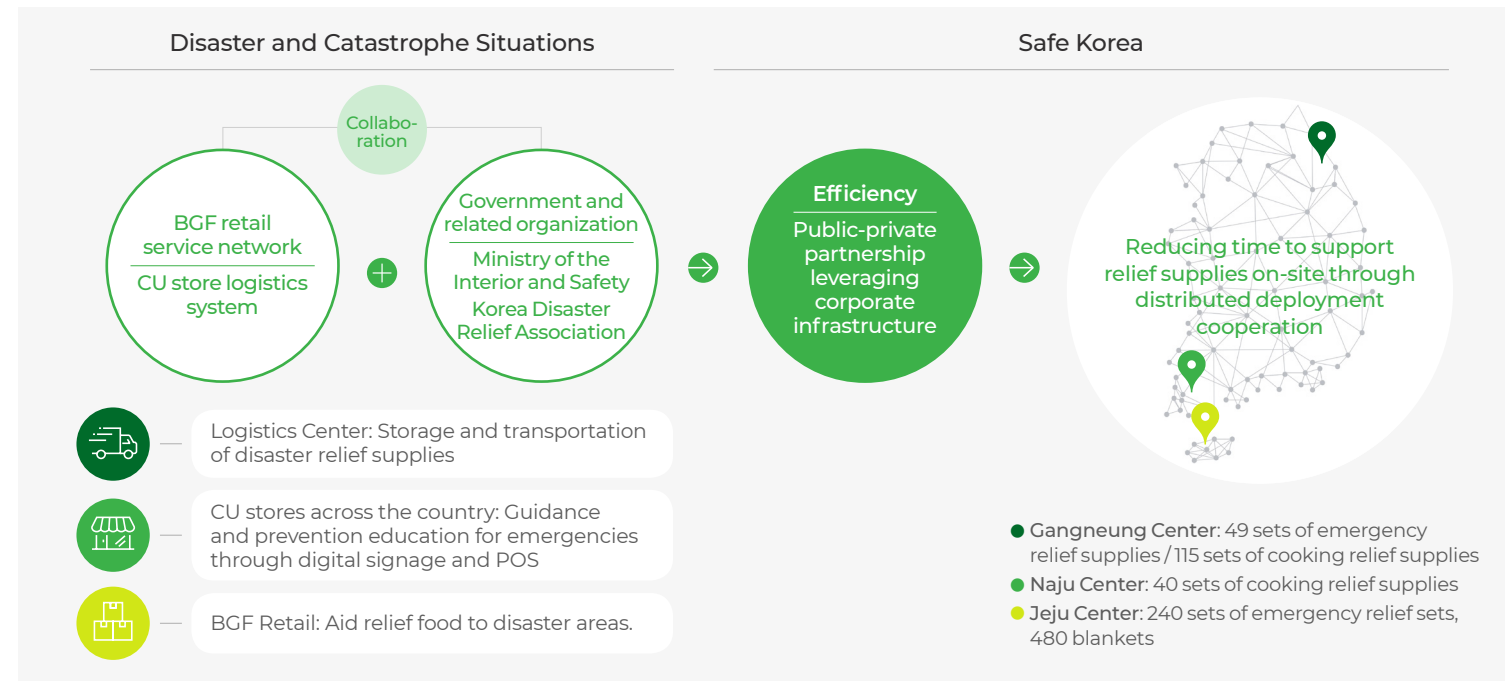 Disaster and Catastrophe Situations
Safe Korea
Collabo-
ration
BGF retail
service network
CU store logistics
system
Government and
related organization
Ministry of the
Interior and Safety
Korea Disaster
Relief Association
Efficiency
Public-private
partnership
leveraging
corporate
infrastructure
Reducing time to support
relief supplies on-site through
distributed deployment
cooperation
Logistics Center: Storage and transportation
of disaster relief supplies
CU stores across the country: Guidance
and prevention education for emergencies
through digital signage and POS
BGF Retail: Aid relief food to disaster areas.
Gangneung Center: 49 sets of emergency
relief supplies / 115 sets of cooking relief supplies
Naju Center: 40 sets of cooking relief supplies
Jeju Center: 240 sets of emergency relief sets,
480 blankets